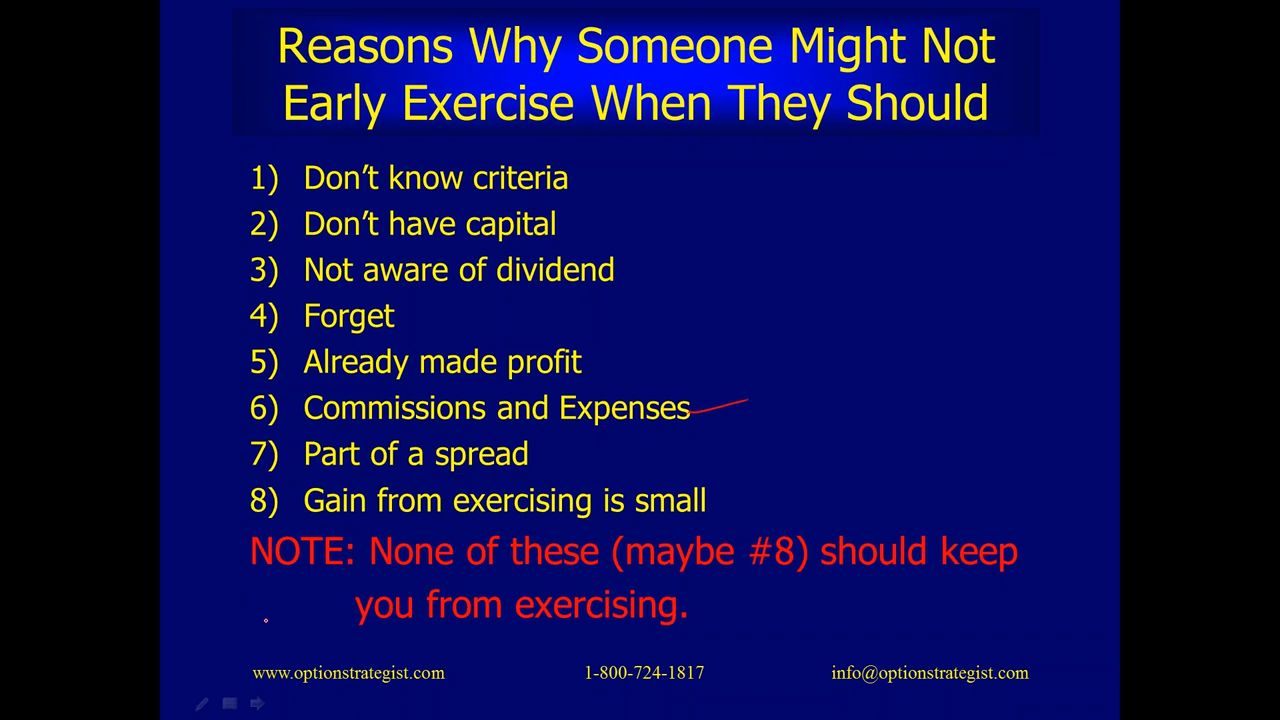 Reasons Why Someone Might Not
Early Exercise When They Should
1) Don't know criteria
2) Don't have capital
3) Not aware of dividend
4) Forget
5) Already made profit
6) Commissions and Expenses
7) Part of a spread
8) Gain from exercising is small
NOTE: None of these (maybe #8) should keep
you from exercising.
www.optionstrategist.com 1-800-724-1817 info@optionstrategist.com